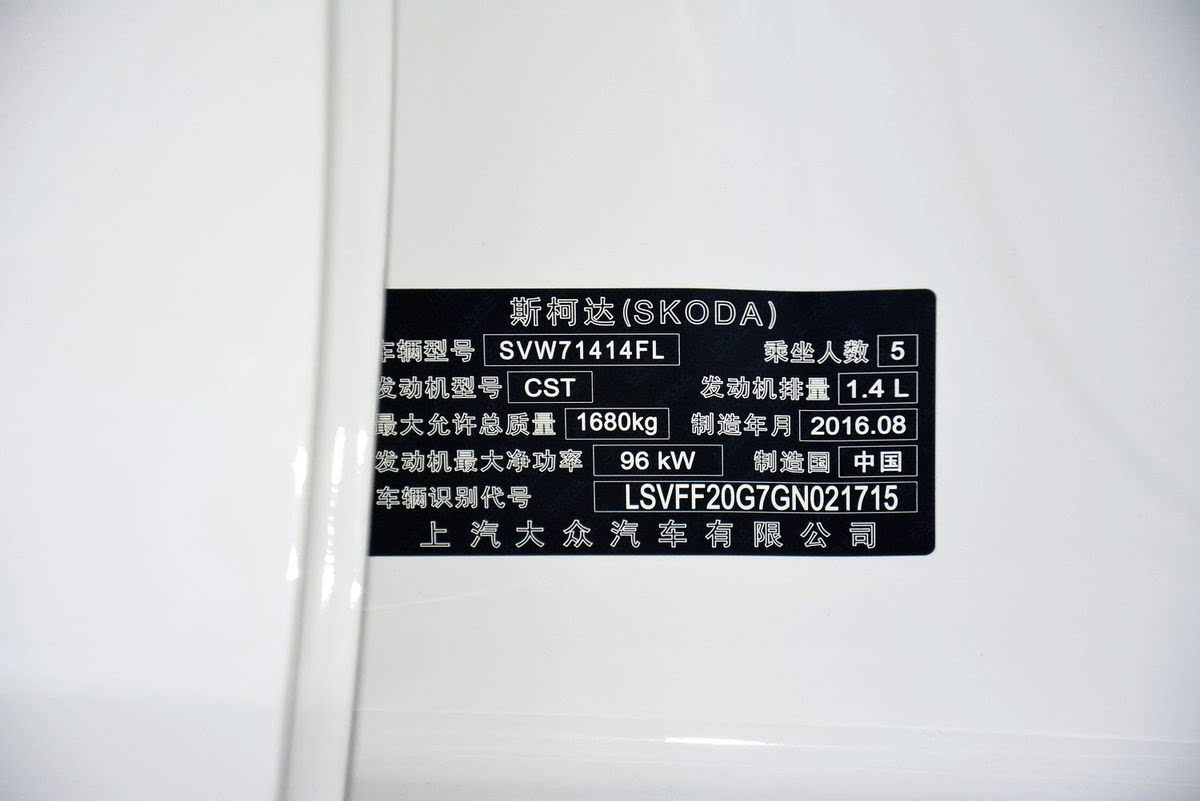 斯柯达(SKODA)
车辆型号 SVW71414FL 乘坐人数 5
发动机型号 CST 发动机排量 1.4 L
最大允许总质量 1680kg 制造年月 2016.08
发动机最大净功率 96 kW 制造国 中国
车辆识别代号 LSVFF20G7GN021715
上汽大众汽车有限公司